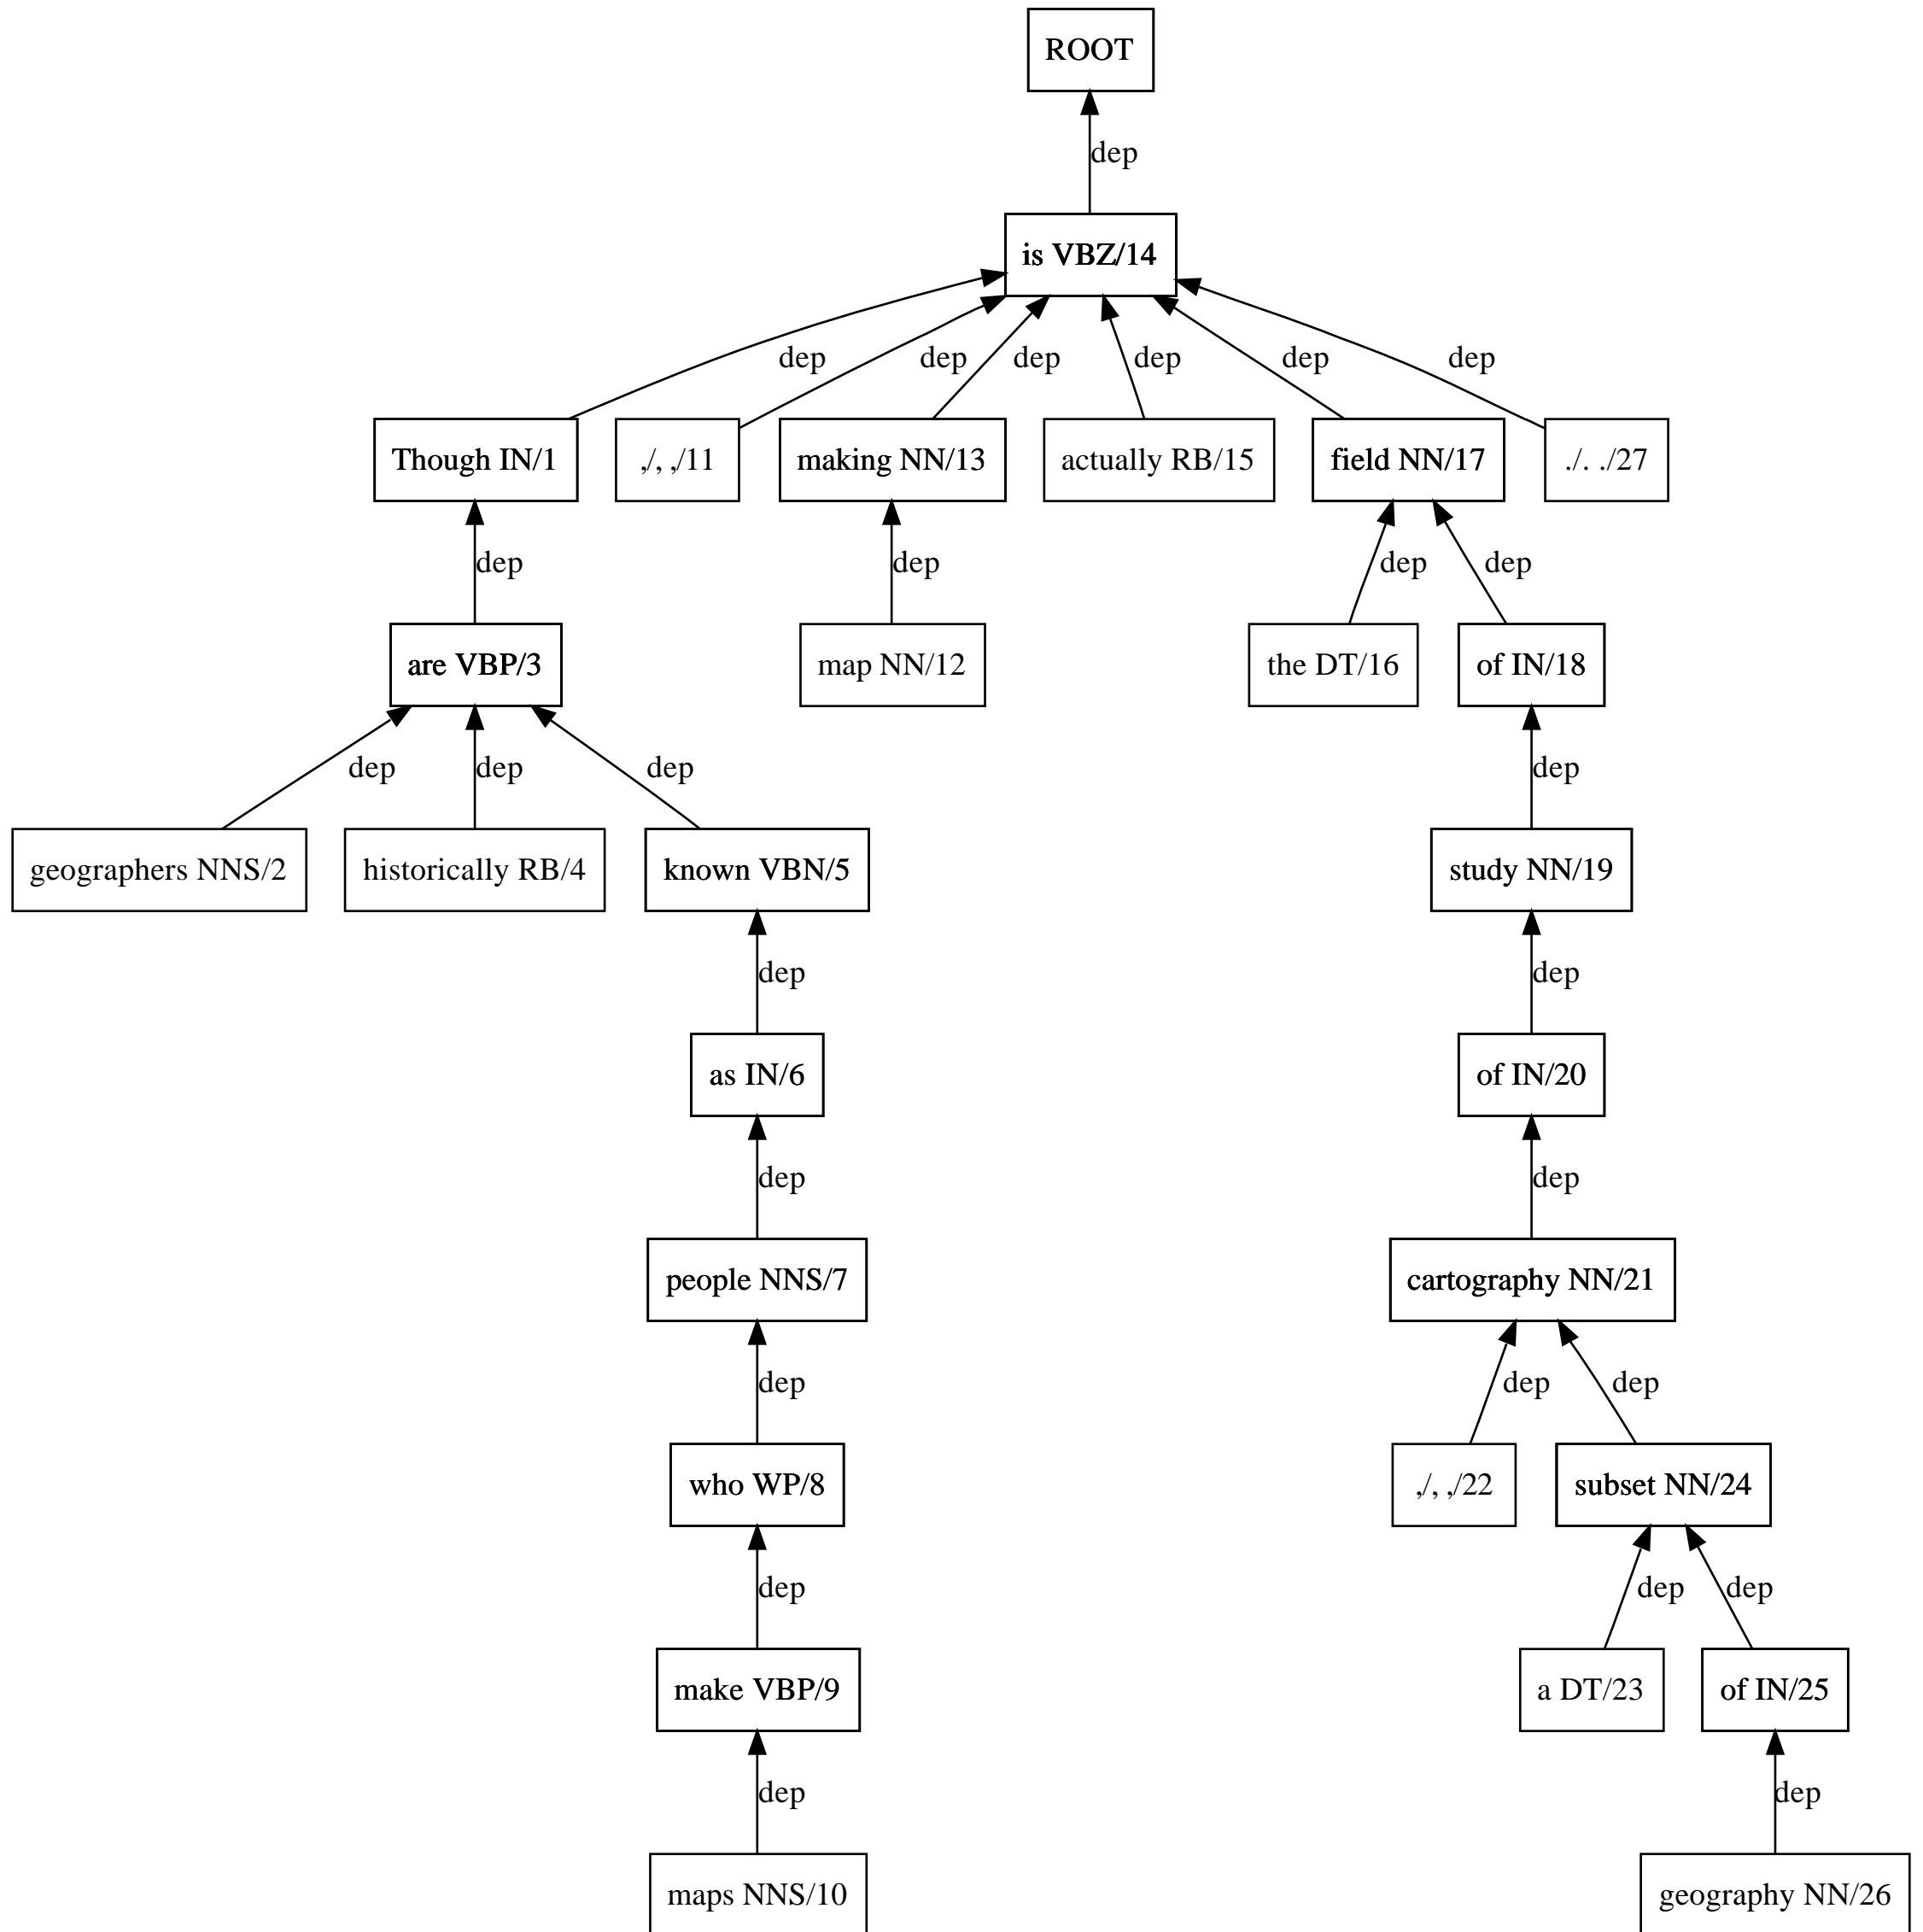 ROOT
dep
is VBZ/14
dep dep dep dep dep dep
Though IN/1 ,/, ,/11 making NN/13 actually RB/15 field NN/17 ./. ./27
dep dep dep dep
are VBP/3 map NN/12 the DT/16 of IN/18
dep dep dep dep
geographers NNS/2 historically RB/4 known VBN/5 study NN/19
dep dep
as IN/6 of IN/20
dep dep
people NNS/7 cartography NN/21
dep dep dep
who WP/8 ,/, ,/22 subset NN/24
dep dep dep
make VBP/9 a DT/23 of IN/25
dep dep
maps NNS/10 geography NN/26